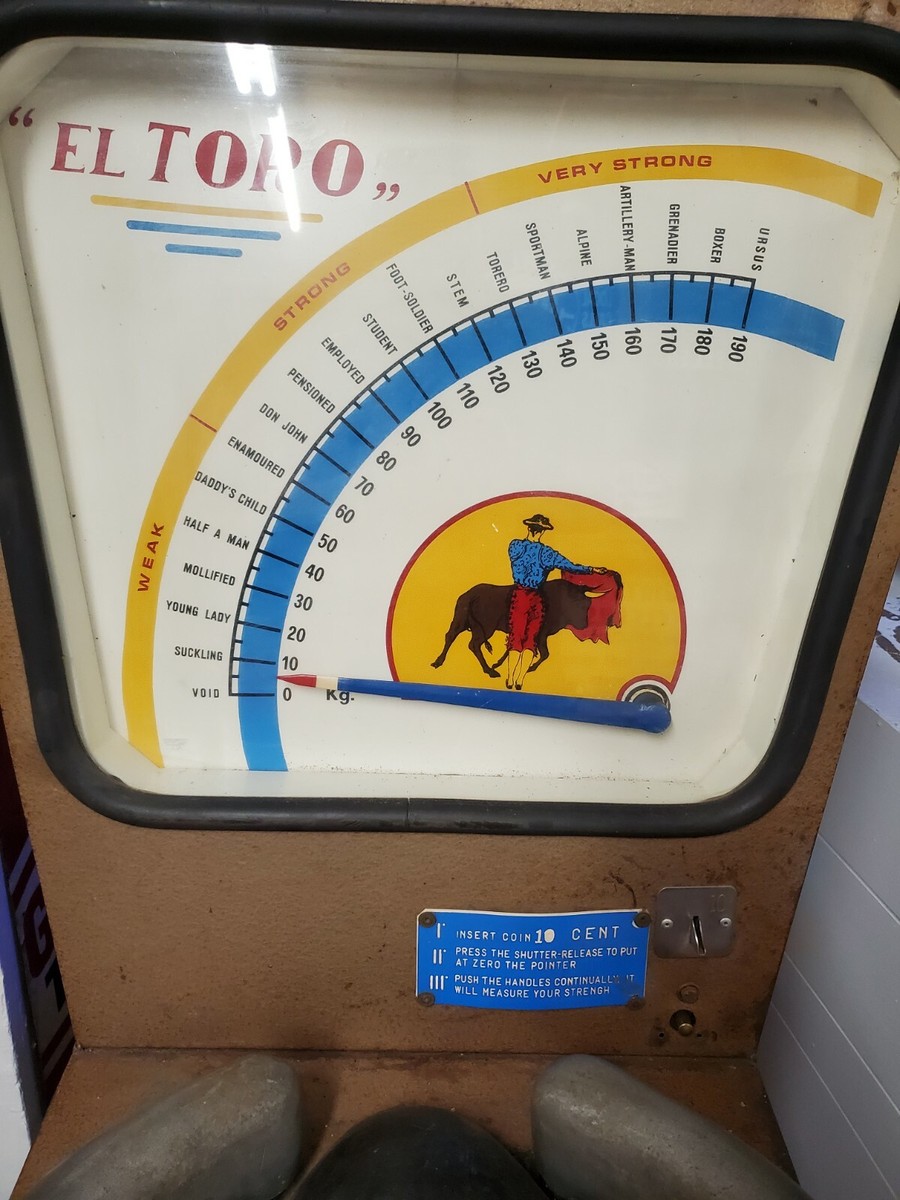 “EL TORO”
VERY STRONG
STRONG
WEAK
URSUS
BOXER
GRENADIER
ARTILLERY-MAN
ALPINE
SPORTMAN
TORERO
STEM
FOOT-SOLDIER
STUDENT
EMPLOYED
PENSIONED
DON JOHN
ENAMOURED
DADDY'S CHILD
HALF A MAN
MOLLIFIED
YOUNG LADY
SUCKLING
VOID
190
180
170
160
150
140
130
120
110
100
90
80
70
60
50
40
30
20
10
0 Kg.
I° INSERT COIN 10 CENT
II° PRESS THE SHUTTER-RELEASE TO PUT
AT ZERO THE POINTER
III° PUSH THE HANDLES CONTINUALLY IT
WILL MEASURE YOUR STRENGH